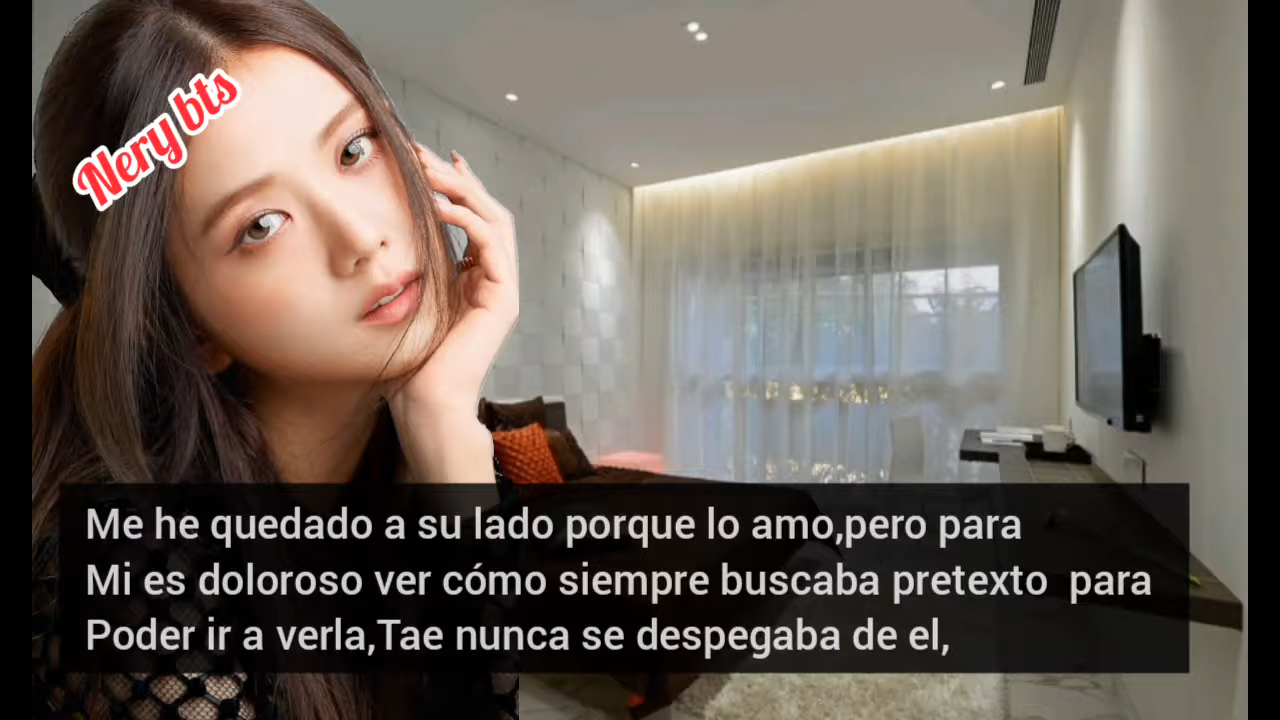 Nery bts
Me he quedado a su lado porque lo amo,pero para
Mi es doloroso ver cómo siempre buscaba pretexto para
Poder ir a verla,Tae nunca se despegaba de el,